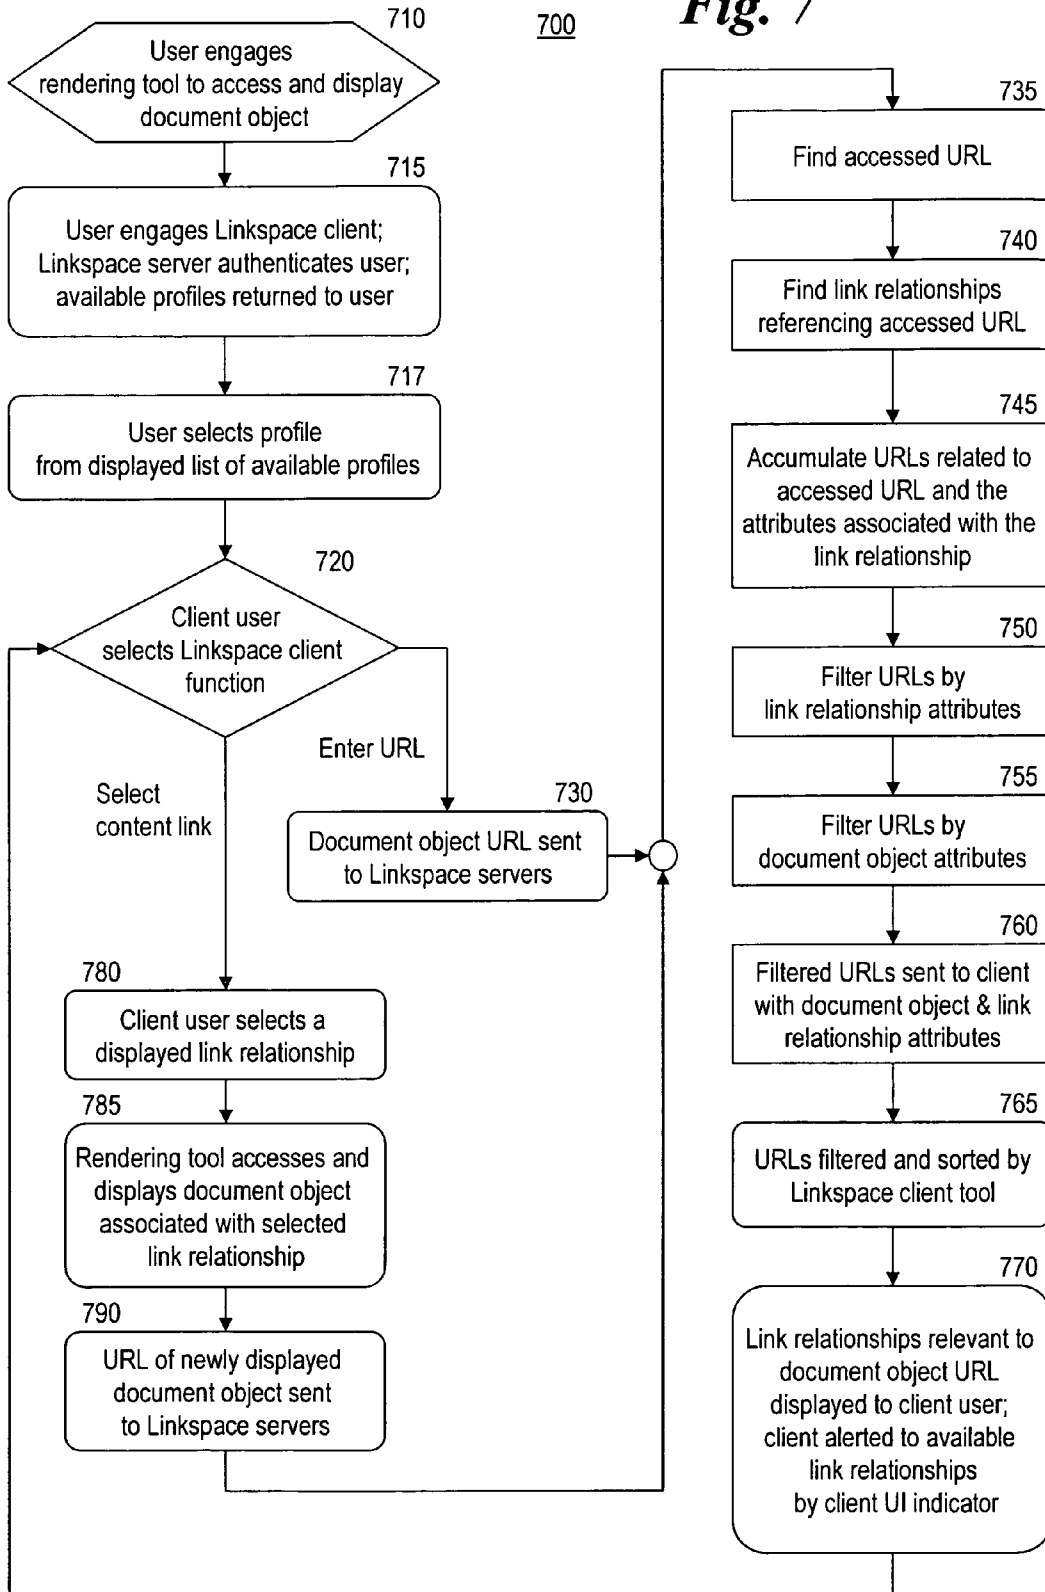 Fig. 7
700
710
User engages
rendering tool to access and display
document object
715
User engages Linkspace client;
Linkspace server authenticates user;
available profiles returned to user
717
User selects profile
from displayed list of available profiles
720
Client user
selects Linkspace client
function
Enter URL
Select
content link
730
Document object URL sent
to Linkspace servers
780
Client user selects a
displayed link relationship
785
Rendering tool accesses and
displays document object
associated with selected
link relationship
790
URL of newly displayed
document object sent
to Linkspace servers
735
Find accessed URL
740
Find link relationships
referencing accessed URL
745
Accumulate URLs related to
accessed URL and the
attributes associated with the
link relationship
750
Filter URLs by
link relationship attributes
755
Filter URLs by
document object attributes
760
Filtered URLs sent to client
with document object & link
relationship attributes
765
URLs filtered and sorted by
Linkspace client tool
770
Link relationships relevant to
document object URL
displayed to client user;
client alerted to available
link relationships
by client UI indicator